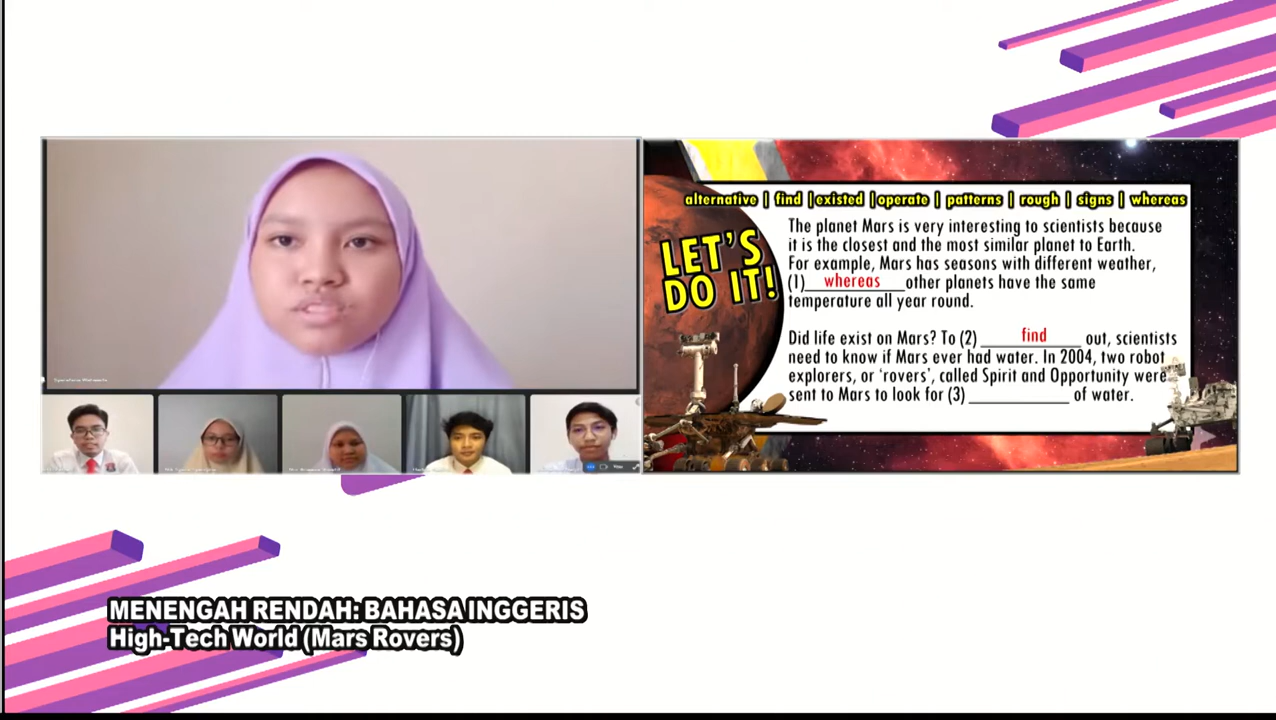 alternative | find | existed | operate | patterns | rough | signs | whereas
LET'S
DO IT!
The planet Mars is very interesting to scientists because
it is the closest and the most similar planet to Earth.
For example, Mars has seasons with different weather,
(1) whereas other planets have the same
temperature all year round.
Did life exist on Mars? To (2) find out, scientists
need to know if Mars ever had water. In 2004, two robot
explorers, or 'rovers', called Spirit and Opportunity were
sent to Mars to look for (3) ____________ of water.
MENENGAH RENDAH: BAHASA INGGERIS
High-Tech World (Mars Rovers)